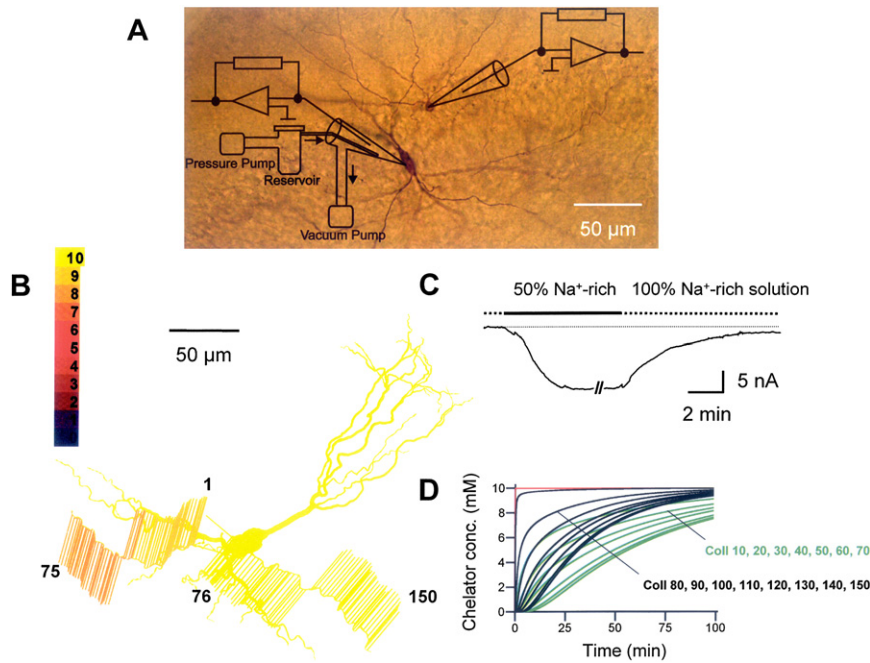 A
Pressure Pump
Reservoir
Vacuum Pump
50 µm
B
10
9
8
7
6
5
4
3
2
1
50 µm
1
75
76
150
C
50% Na⁺-rich
100% Na⁺-rich solution
5 nA
2 min
D
Chelator conc. (mM)
10
8
6
4
2
0
0
25
50
75
100
Time (min)
Coll 10, 20, 30, 40, 50, 60, 70
Coll 80, 90, 100, 110, 120, 130, 140, 150